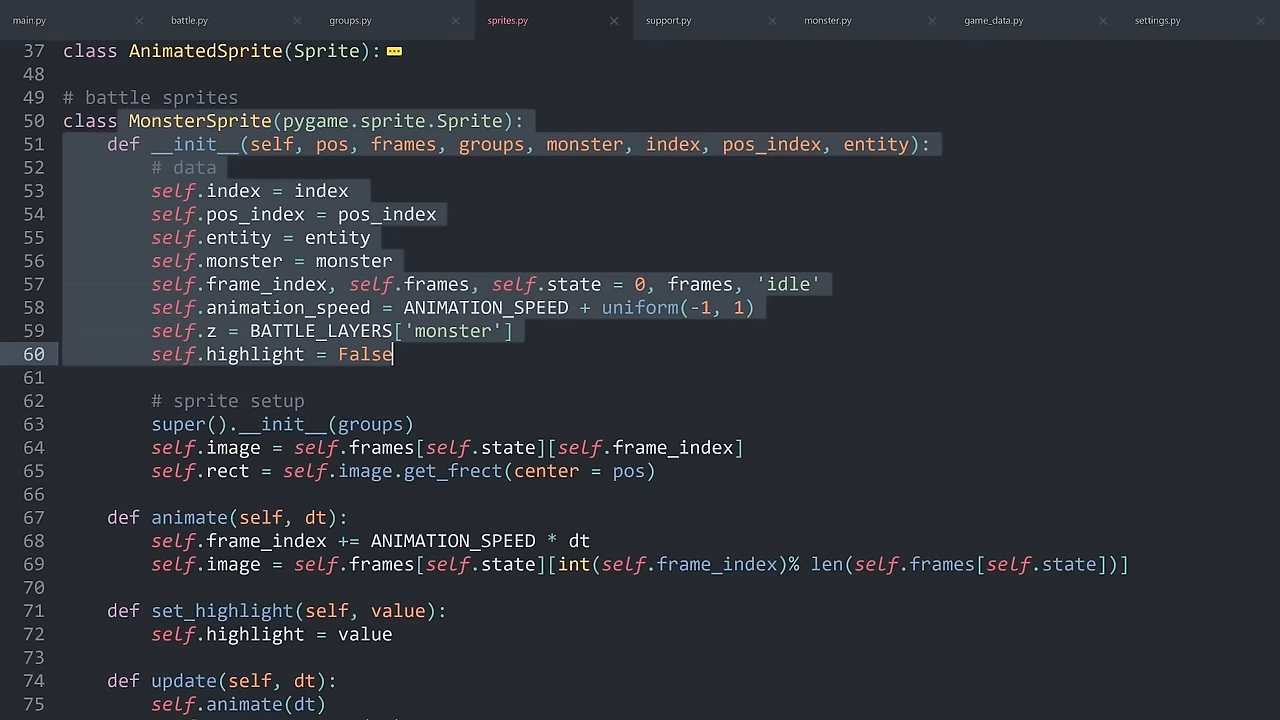 main.py battle.py groups.py sprites.py support.py monster.py game_data.py settings.py
37 class AnimatedSprite(Sprite):
48
49 # battle sprites
50 class MonsterSprite(pygame.sprite.Sprite):
51     def __init__(self, pos, frames, groups, monster, index, pos_index, entity):
52         # data
53         self.index = index
54         self.pos_index = pos_index
55         self.entity = entity
56         self.monster = monster
57         self.frame_index, self.frames, self.state = 0, frames, 'idle'
58         self.animation_speed = ANIMATION_SPEED + uniform(-1, 1)
59         self.z = BATTLE_LAYERS['monster']
60         self.highlight = False
61
62         # sprite setup
63         super().__init__(groups)
64         self.image = self.frames[self.state][self.frame_index]
65         self.rect = self.image.get_frect(center = pos)
66
67     def animate(self, dt):
68         self.frame_index += ANIMATION_SPEED * dt
69         self.image = self.frames[self.state][int(self.frame_index)% len(self.frames[self.state])]
70
71     def set_highlight(self, value):
72         self.highlight = value
73
74     def update(self, dt):
75         self.animate(dt)